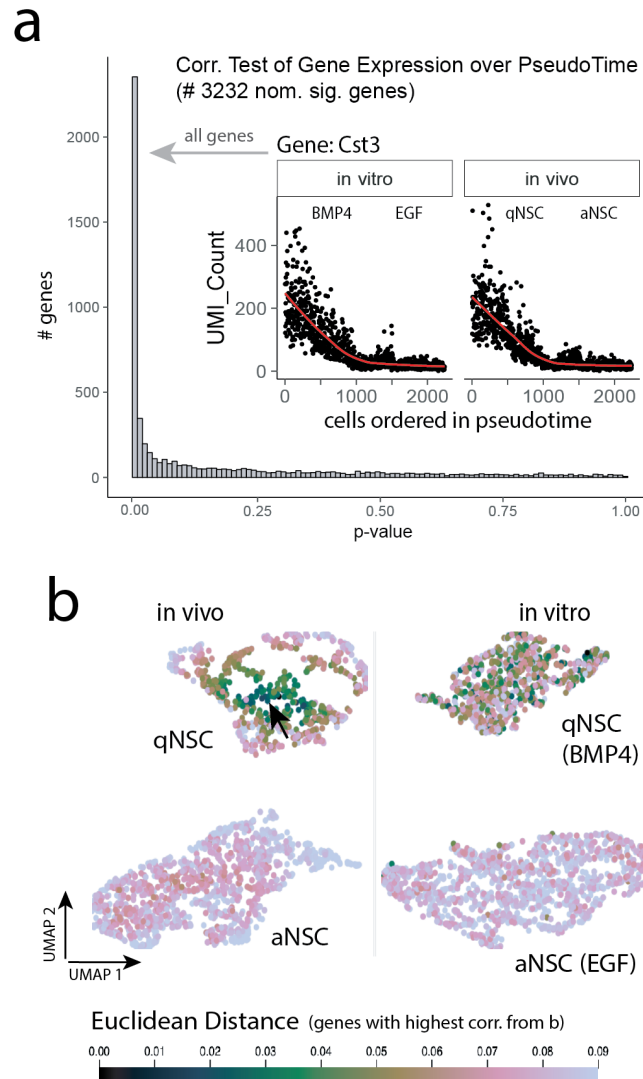 a
Corr. Test of Gene Expression over PseudoTime
(# 3232 nom. sig. genes)
all genes
Gene: Cst3
in vitro
in vivo
BMP4
EGF
qNSC
aNSC
UMI_Count
400
200
0
0
1000
2000
0
1000
2000
cells ordered in pseudotime
# genes
2000
1500
1000
500
0
0.00
0.25
0.50
0.75
1.00
p-value
b
in vivo
in vitro
qNSC
qNSC
(BMP4)
aNSC
aNSC (EGF)
UMAP 2
UMAP 1
Euclidean Distance (genes with highest corr. from b)
0.00 0.01 0.02 0.03 0.04 0.05 0.06 0.07 0.08 0.09